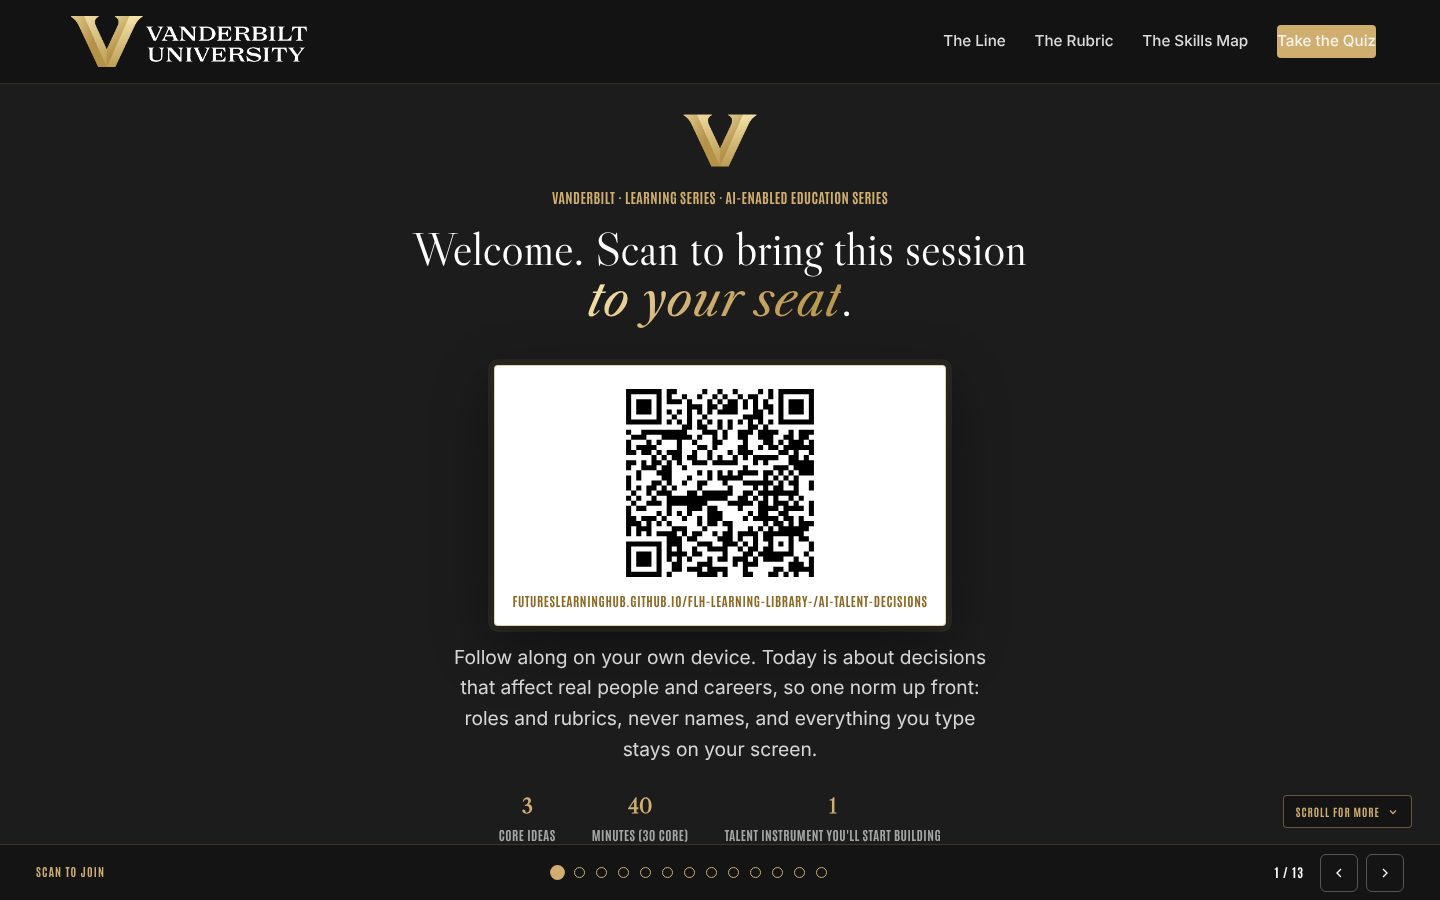 VANDERBILT
UNIVERSITY
The Line
The Rubric
The Skills Map
Take the Quiz
VANDERBILT · LEARNING SERIES · AI-ENABLED EDUCATION SERIES
Welcome. Scan to bring this session
to your seat.
FUTURESLEARNINGHUB.GITHUB.IO/FLH-LEARNING-LIBRARY-/AI-TALENT-DECISIONS
Follow along on your own device. Today is about decisions
that affect real people and careers, so one norm up front:
roles and rubrics, never names, and everything you type
stays on your screen.
3
CORE IDEAS
40
MINUTES (30 CORE)
1
TALENT INSTRUMENT YOU'LL START BUILDING
SCROLL FOR MORE
SCAN TO JOIN
1 / 13